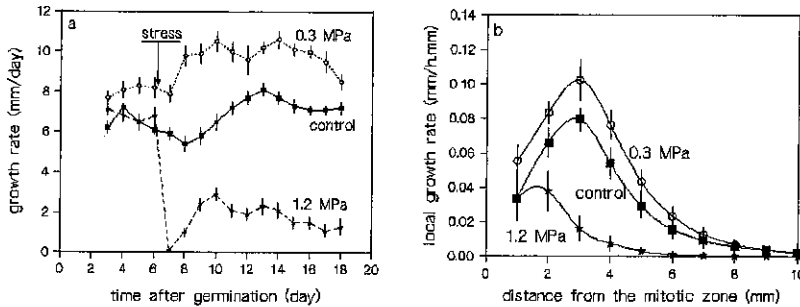 a
stress
0.3 MPa
control
1.2 MPa
growth rate (mm/day)
12
10
8
6
4
2
0
0 2 4 6 8 10 12 14 16 18 20
time after germination (day)
b
0.3 MPa
control
1.2 MPa
local growth rate (mm/h.mm)
0.14
0.12
0.10
0.08
0.06
0.04
0.02
0.00
0 2 4 6 8 10
distance from the mitotic zone (mm)